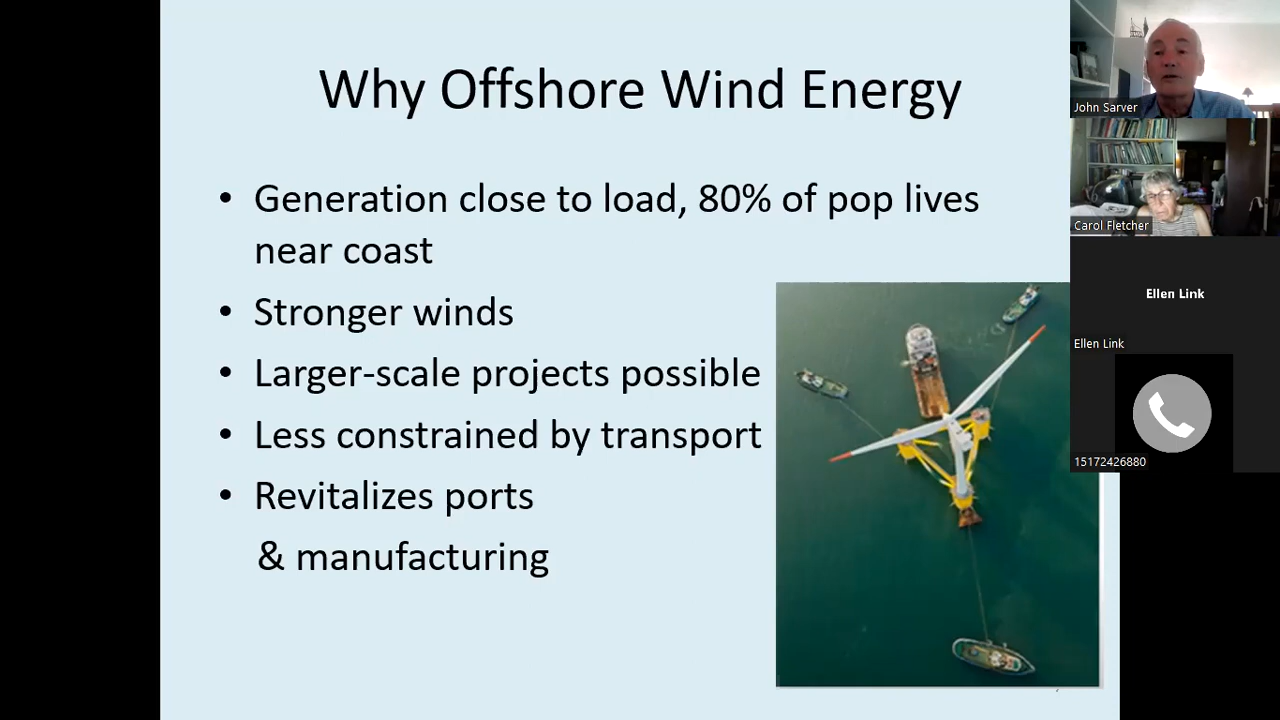 Why Offshore Wind Energy
• Generation close to load, 80% of pop lives
near coast
• Stronger winds
• Larger-scale projects possible
• Less constrained by transport
• Revitalizes ports
& manufacturing
John Sarver
Carol Fletcher
Ellen Link
Ellen Link
15172426880